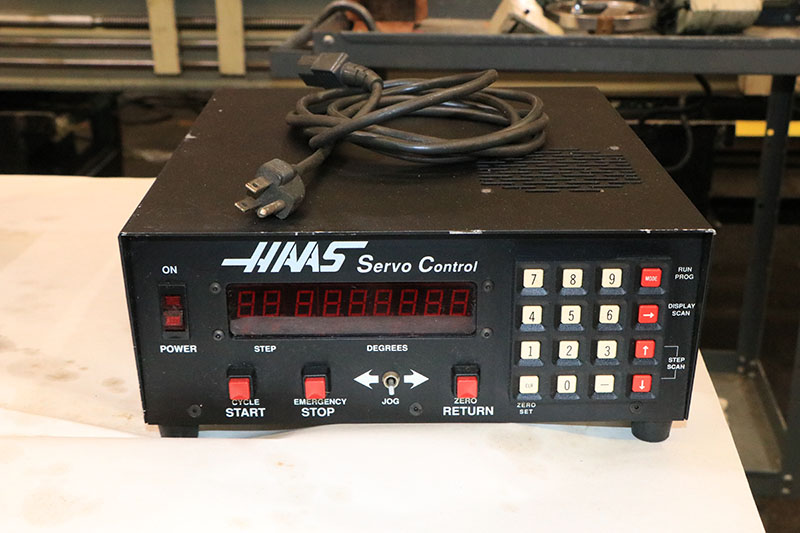 HAAS Servo Control
ON
POWER
STEP
DEGREES
CYCLE
START
EMERGENCY
STOP
JOG
ZERO
RETURN
7 8 9 MODE
RUN
PROG
4 5 6 →
DISPLAY
SCAN
1 2 3 ↑
STEP
SCAN
CLR 0 – ↓
ZERO
SET